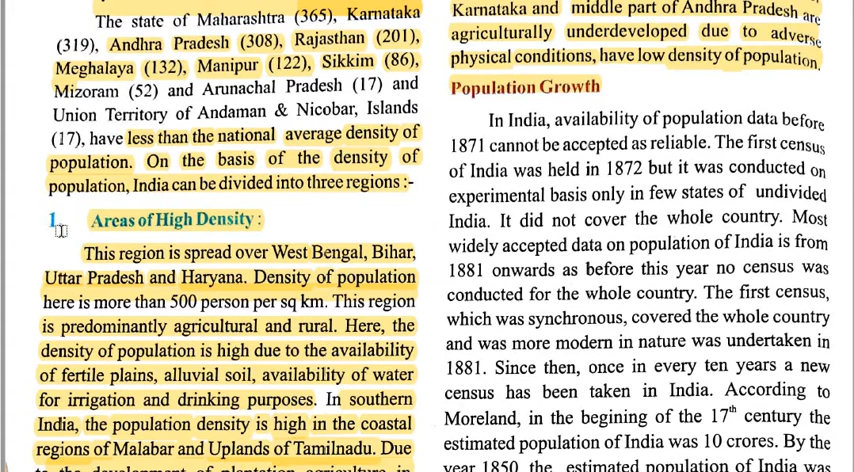 The state of Maharashtra (365), Karnataka
(319), Andhra Pradesh (308), Rajasthan (201),
Meghalaya (132), Manipur (122), Sikkim (86),
Mizoram (52) and Arunachal Pradesh (17) and
Union Territory of Andaman & Nicobar, Islands
(17), have less than the national average density of
population. On the basis of the density of
population, India can be divided into three regions :-
1. Areas of High Density :
This region is spread over West Bengal, Bihar,
Uttar Pradesh and Haryana. Density of population
here is more than 500 person per sq km. This region
is predominantly agricultural and rural. Here, the
density of population is high due to the availability
of fertile plains, alluvial soil, availability of water
for irrigation and drinking purposes. In southern
India, the population density is high in the coastal
regions of Malabar and Uplands of Tamilnadu. Due
to the development of plantation agriculture in
Karnataka and middle part of Andhra Pradesh are
agriculturally underdeveloped due to adverse
physical conditions, have low density of population.
Population Growth
In India, availability of population data before
1871 cannot be accepted as reliable. The first census
of India was held in 1872 but it was conducted on
experimental basis only in few states of undivided
India. It did not cover the whole country. Most
widely accepted data on population of India is from
1881 onwards as before this year no census was
conducted for the whole country. The first census,
which was synchronous, covered the whole country
and was more modern in nature was undertaken in
1881. Since then, once in every ten years a new
census has been taken in India. According to
Moreland, in the begining of the 17th century the
estimated population of India was 10 crores. By the
year 1850 the estimated population of India was